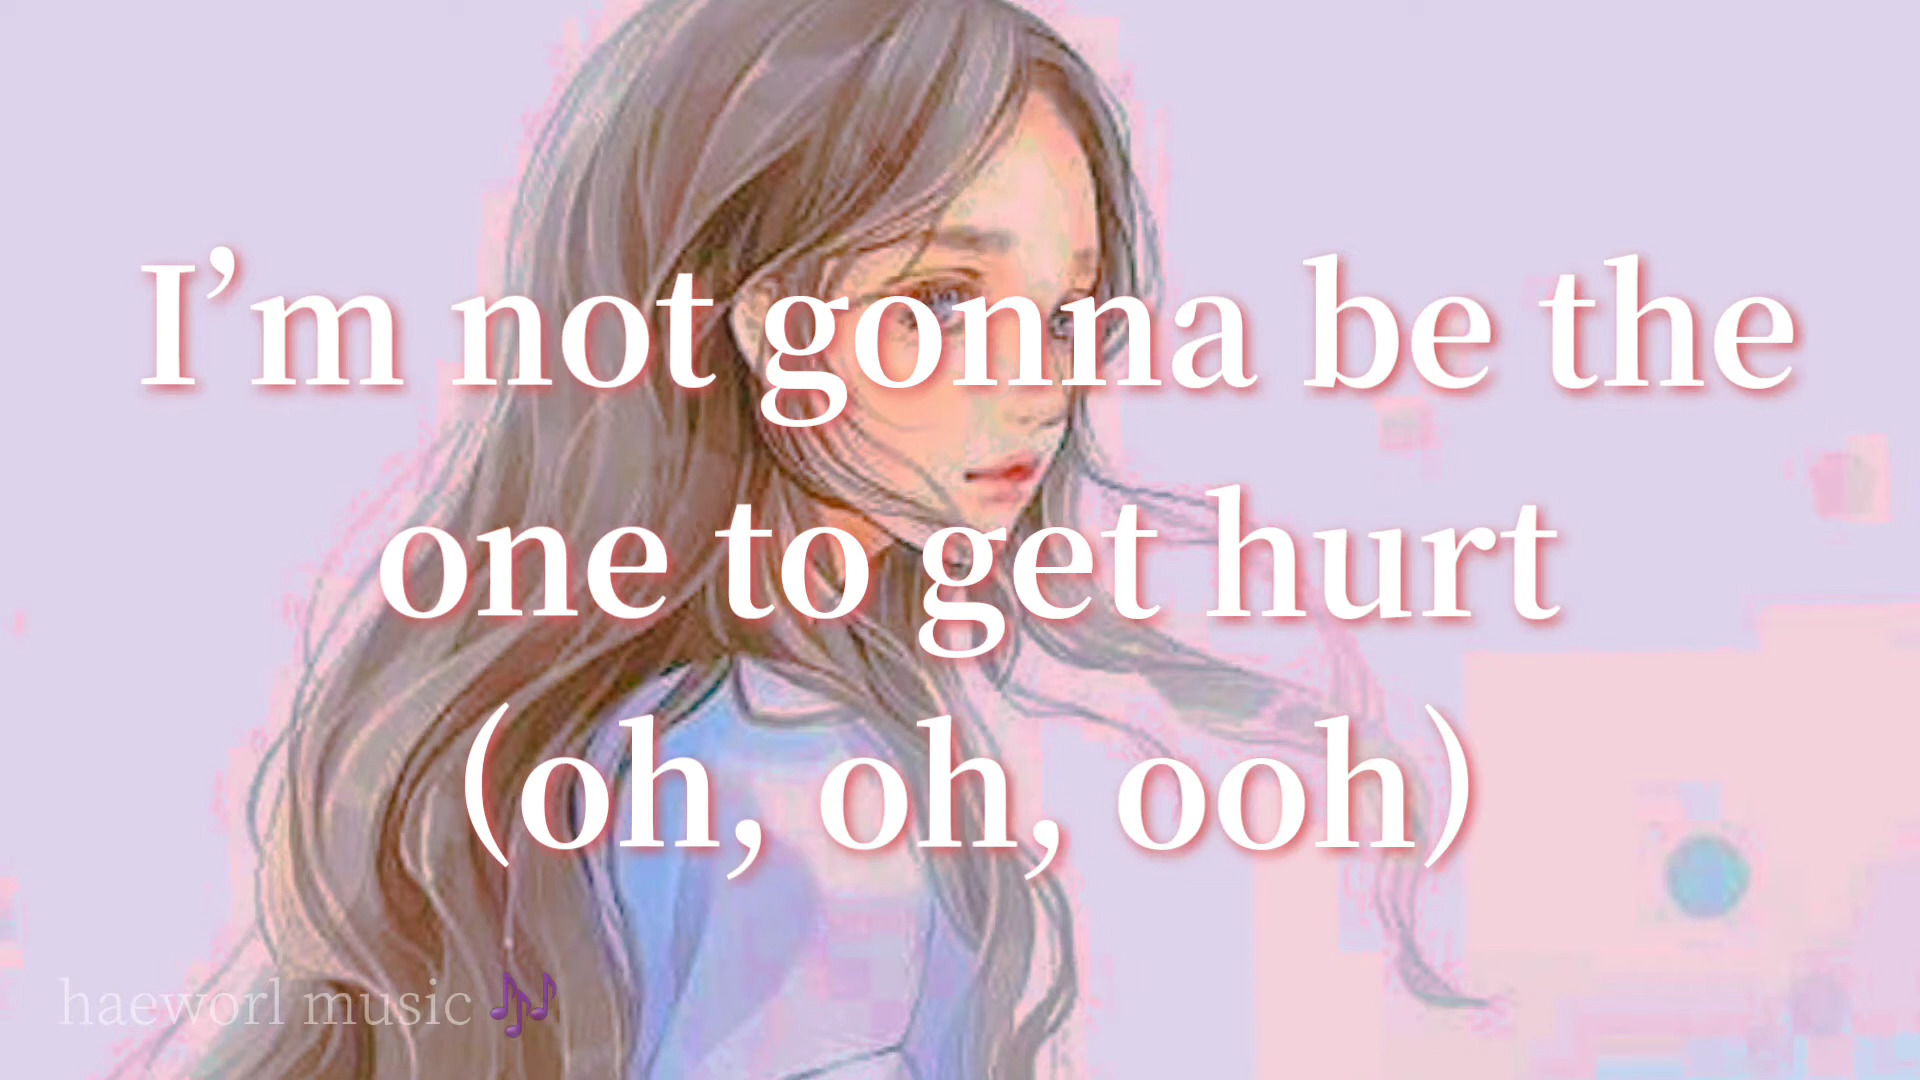 I’m not gonna be the
one to get hurt
(oh, oh, ooh)
haeworl music 🎶